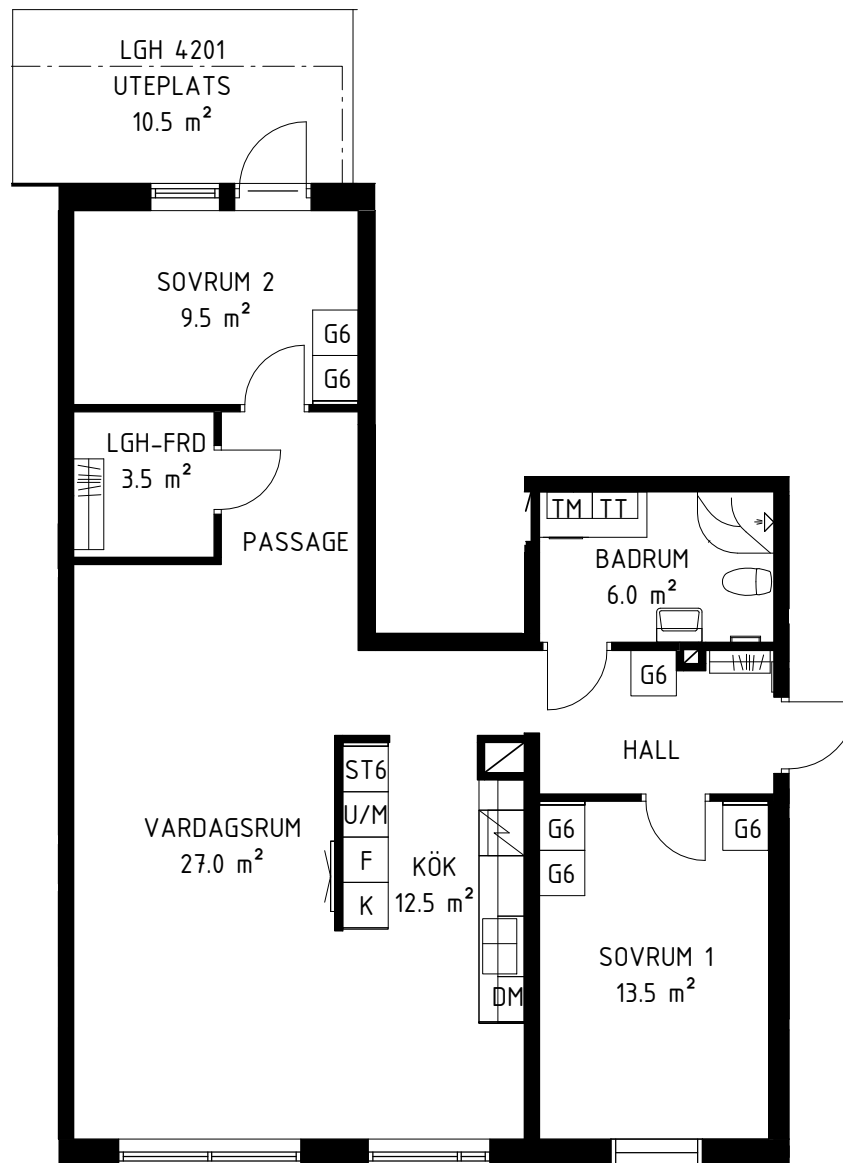 LGH 4201
UTEPLATS
10.5 m²
SOVRUM 2
9.5 m²
G6
G6
LGH-FRD
3.5 m²
PASSAGE
TM TT
BADRUM
6.0 m²
G6
HALL
ST6
U/M
F
K
VARDAGSRUM
27.0 m²
KÖK
12.5 m²
DM
G6
G6
G6
SOVRUM 1
13.5 m²